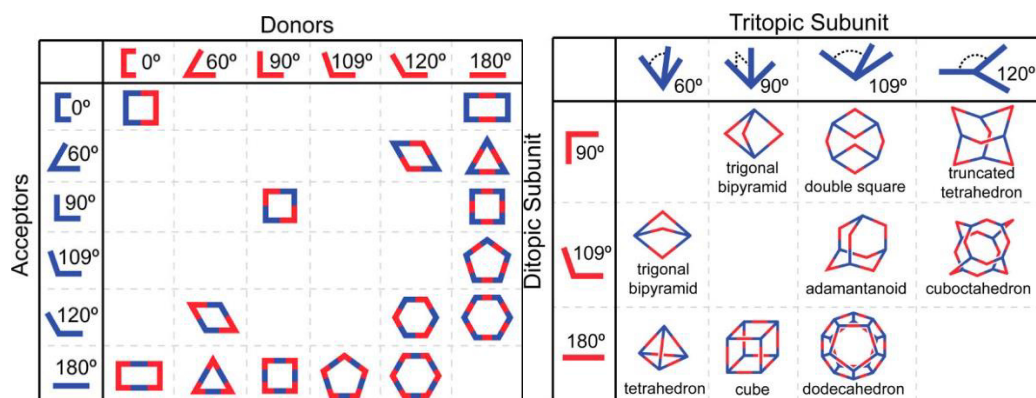 Donors
0º 60º 90º 109º 120º 180º
Acceptors
0º
60º
90º
109º
120º
180º
Tritopic Subunit
60º 90º 109º 120º
Ditopic Subunit
90º
trigonal
bipyramid
double square
truncated
tetrahedron
109º
trigonal
bipyramid
adamantanoid
cuboctahedron
180º
tetrahedron
cube
dodecahedron